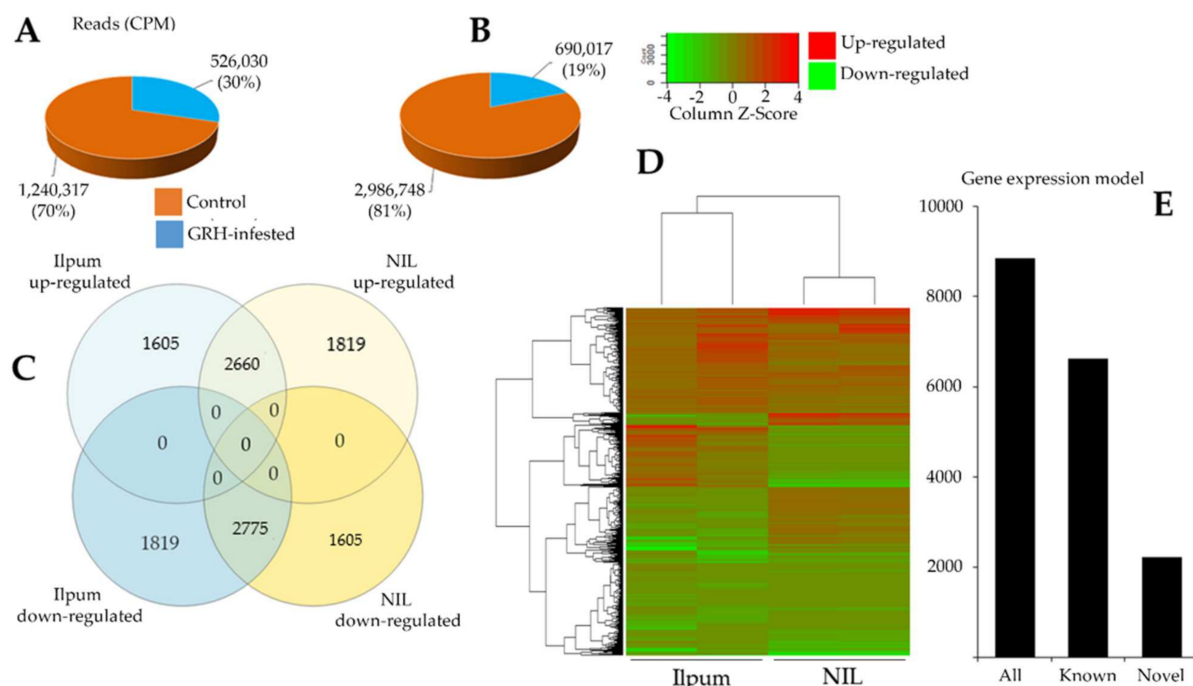 A
Reads (CPM)
526,030
(30%)
1,240,317
(70%)
Control
GRH-infested
B
690,017
(19%)
2,986,748
(81%)
Count
0 3000
-4 -2 0 2 4
Column Z-Score
Up-regulated
Down-regulated
C
Ilpum
up-regulated
NIL
up-regulated
1605
2660
1819
0
0
0
0
0
0
0
1819
2775
1605
Ilpum
down-regulated
NIL
down-regulated
D
Ilpum
NIL
Gene expression model
E
10000
8000
6000
4000
2000
All
Known
Novel